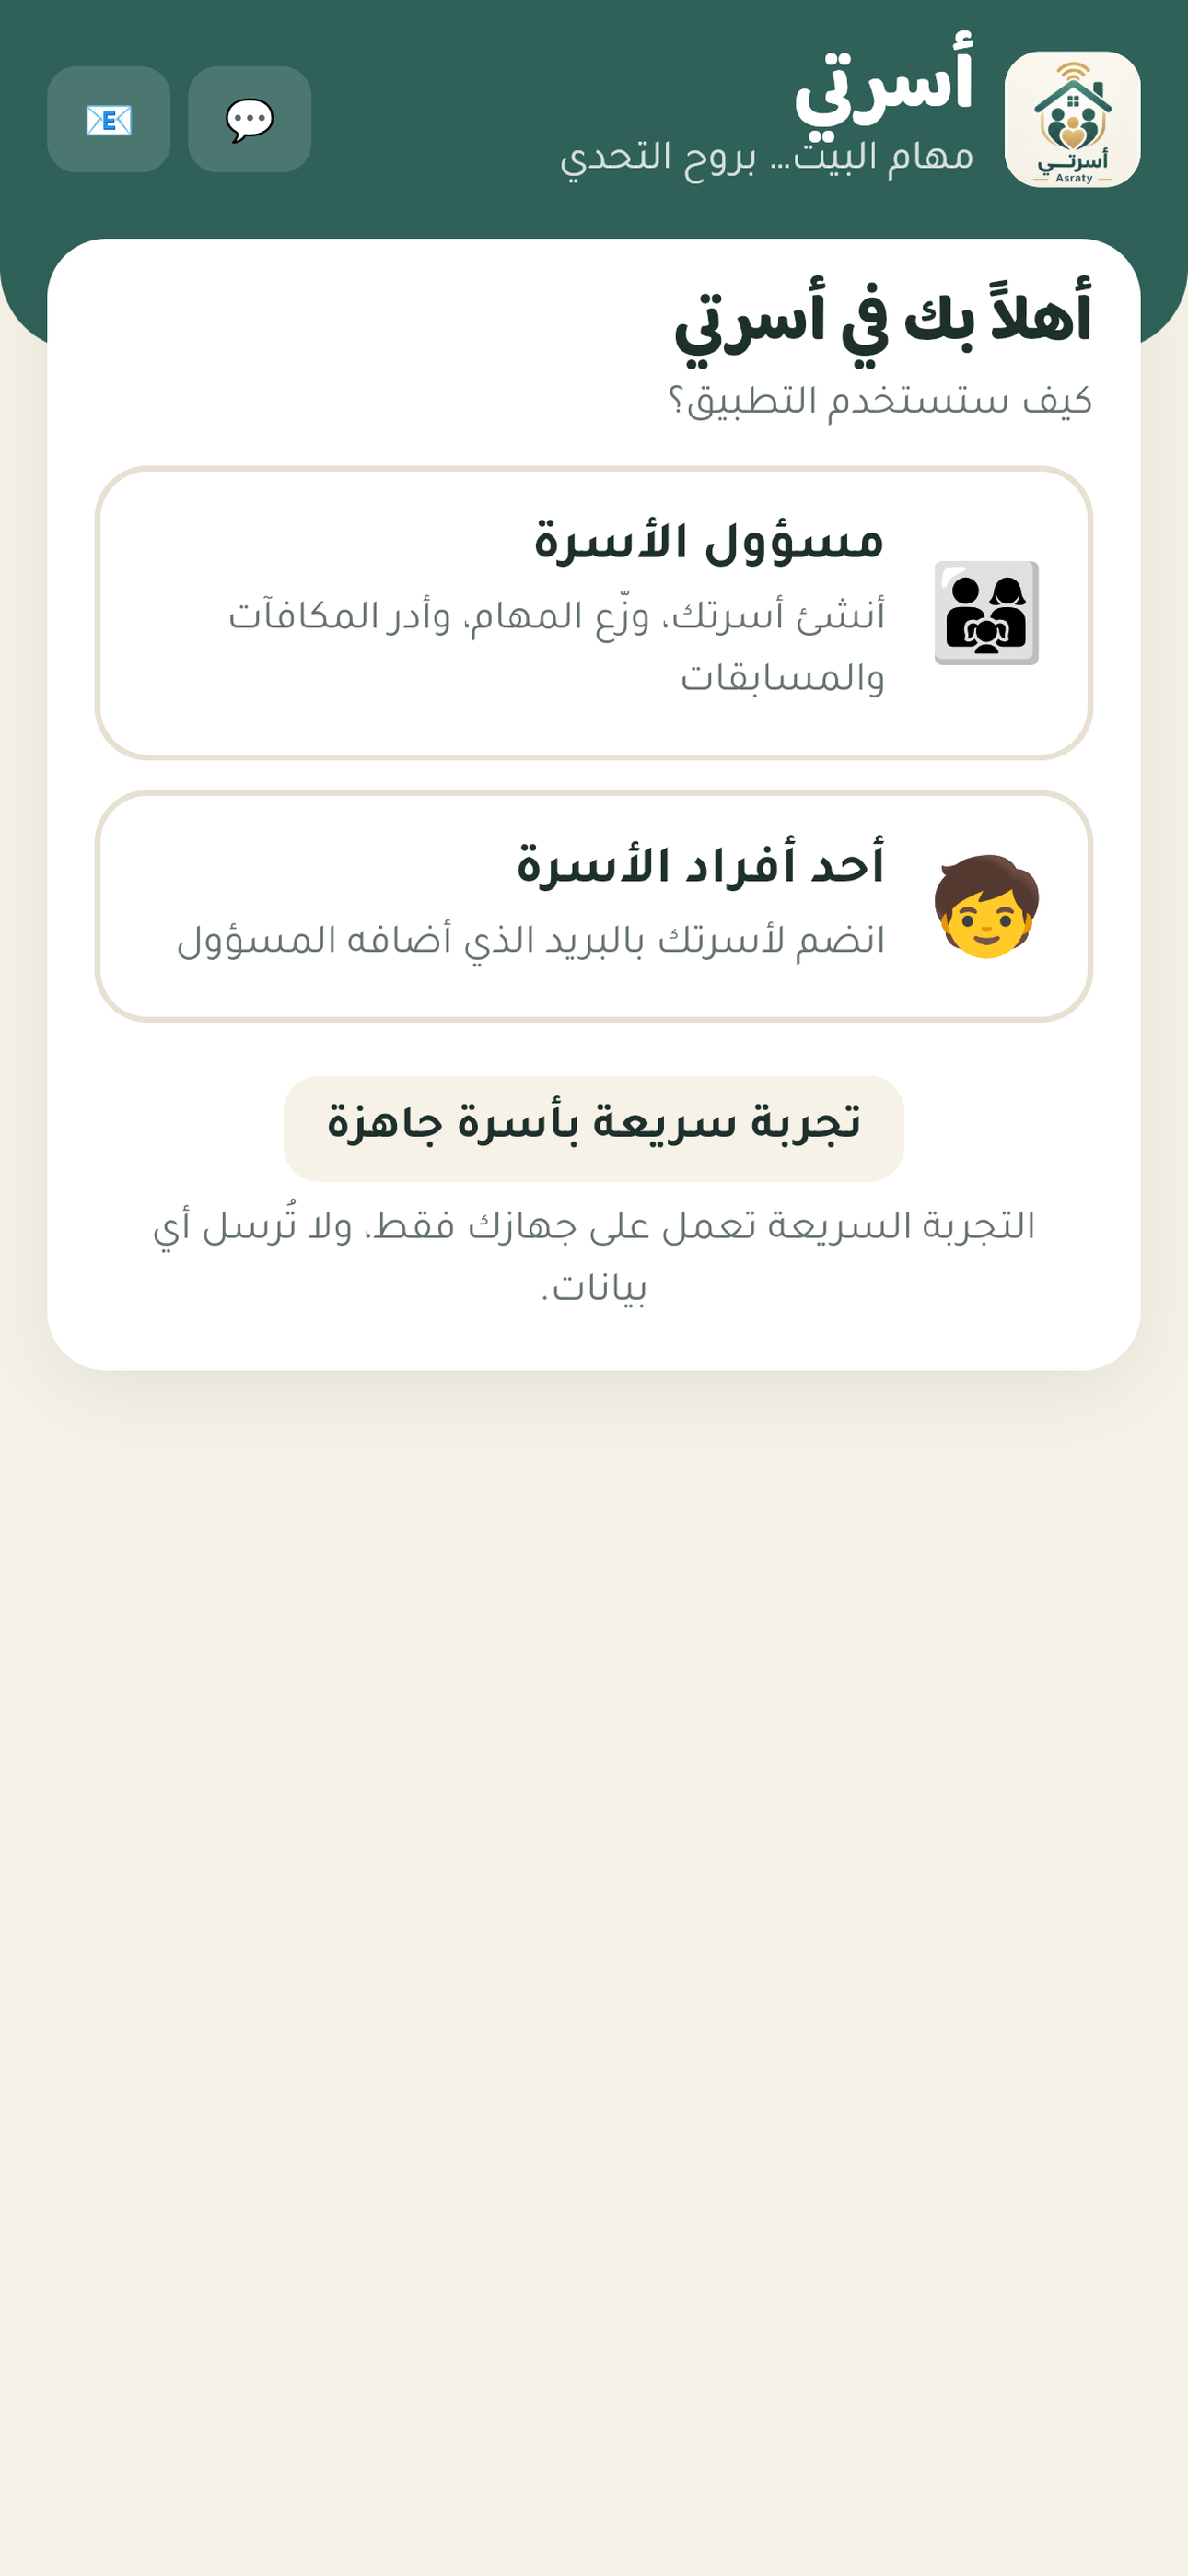 أسرتي
Asraty
أسرتي
مهام البيت... بروح التحدي
أهلاً بك في أسرتي
كيف ستستخدم التطبيق؟
مسؤول الأسرة
أنشئ أسرتك، وزّع المهام، وأدر المكافآت
والمسابقات
أحد أفراد الأسرة
انضم لأسرتك بالبريد الذي أضافه المسؤول
تجربة سريعة بأسرة جاهزة
التجربة السريعة تعمل على جهازك فقط، ولا تُرسل أي
بيانات.